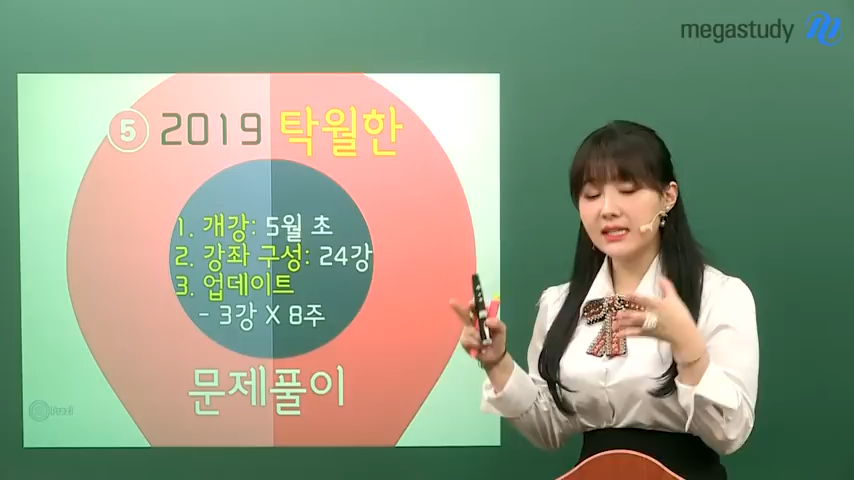 megastudy
⑤ 2019 탁월한
1. 개강: 5월 초
2. 강좌 구성: 24강
3. 업데이트
- 3강 X 8주
문제풀이
Prezi